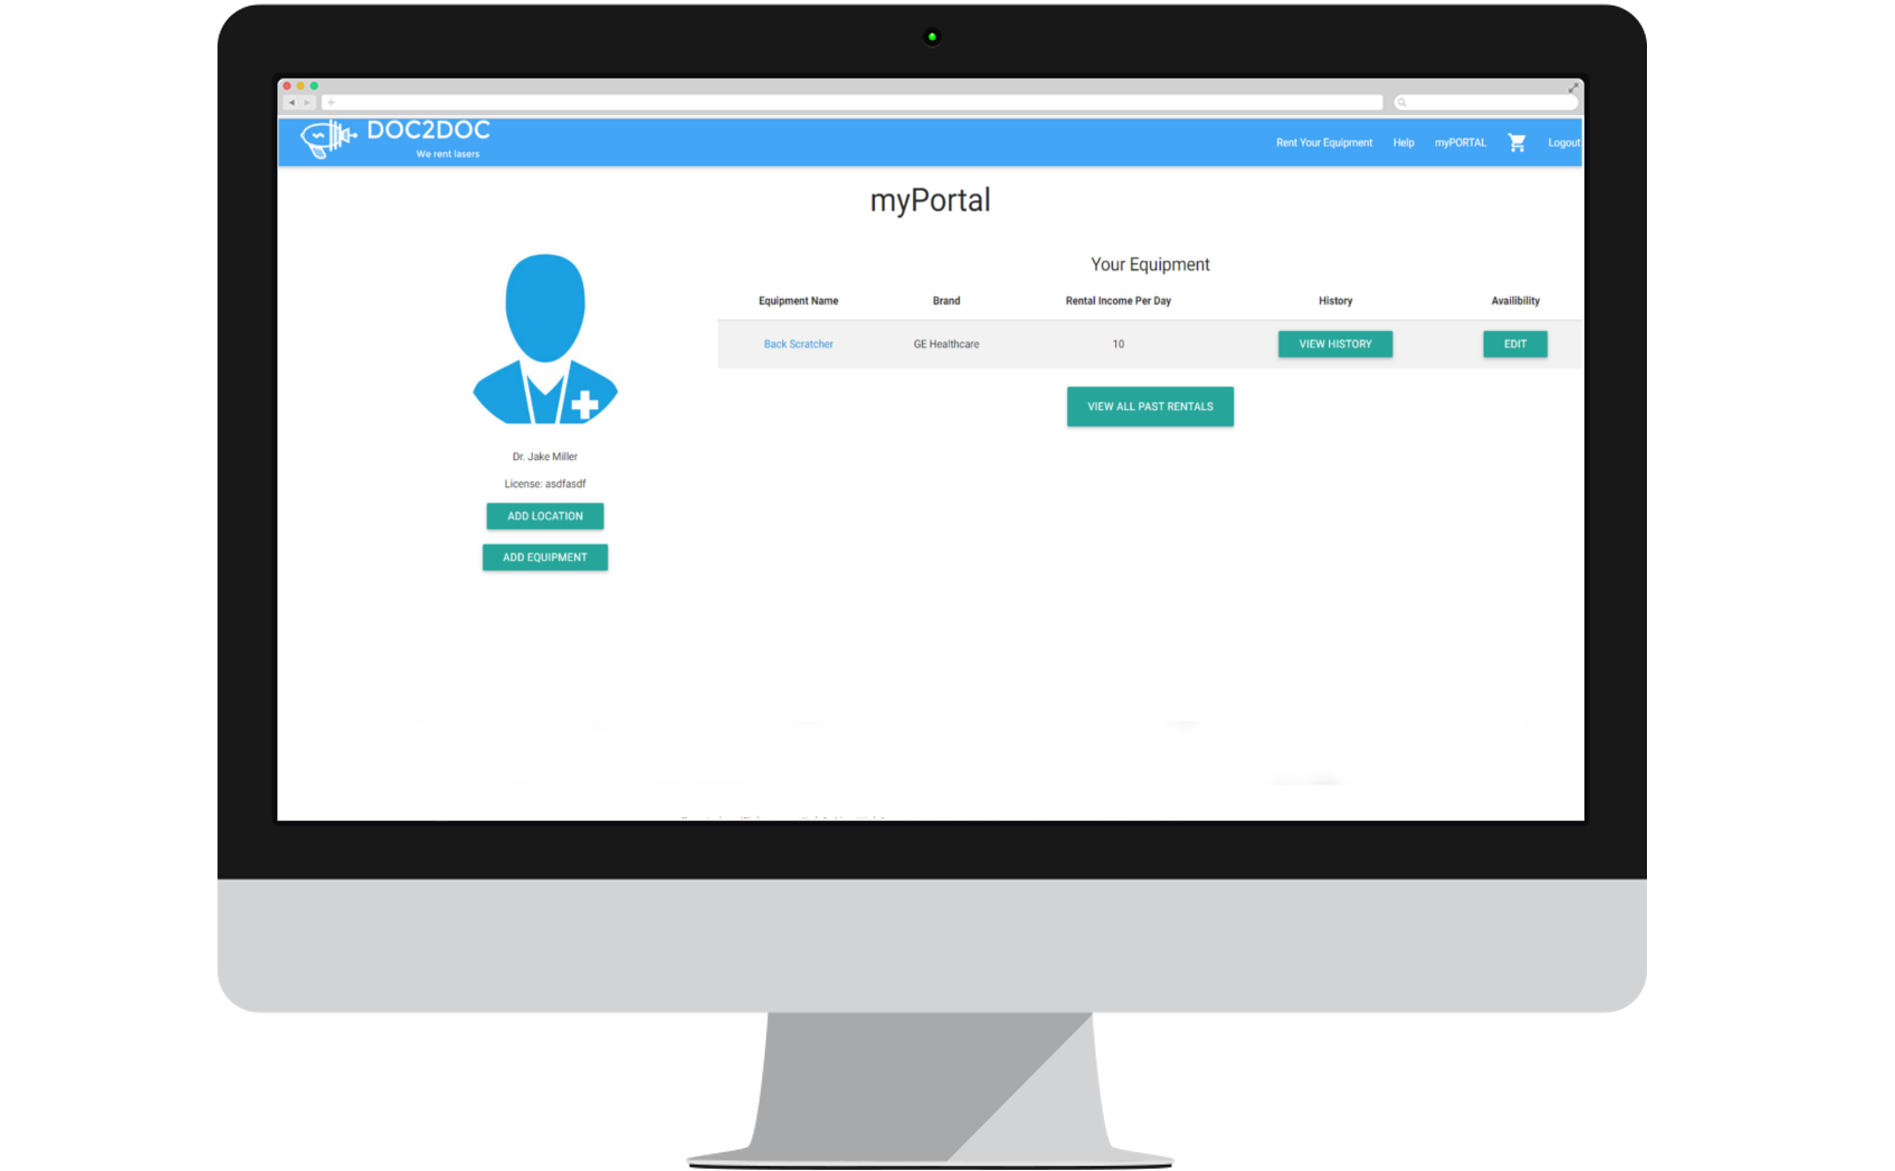 DOC2DOC
We rent lasers
Rent Your Equipment Help myPORTAL Logout
myPortal
Your Equipment
Equipment Name Brand Rental Income Per Day History Availibility
Back Scratcher GE Healthcare 10 VIEW HISTORY EDIT
VIEW ALL PAST RENTALS
Dr. Jake Miller
License: asdfasdf
ADD LOCATION
ADD EQUIPMENT